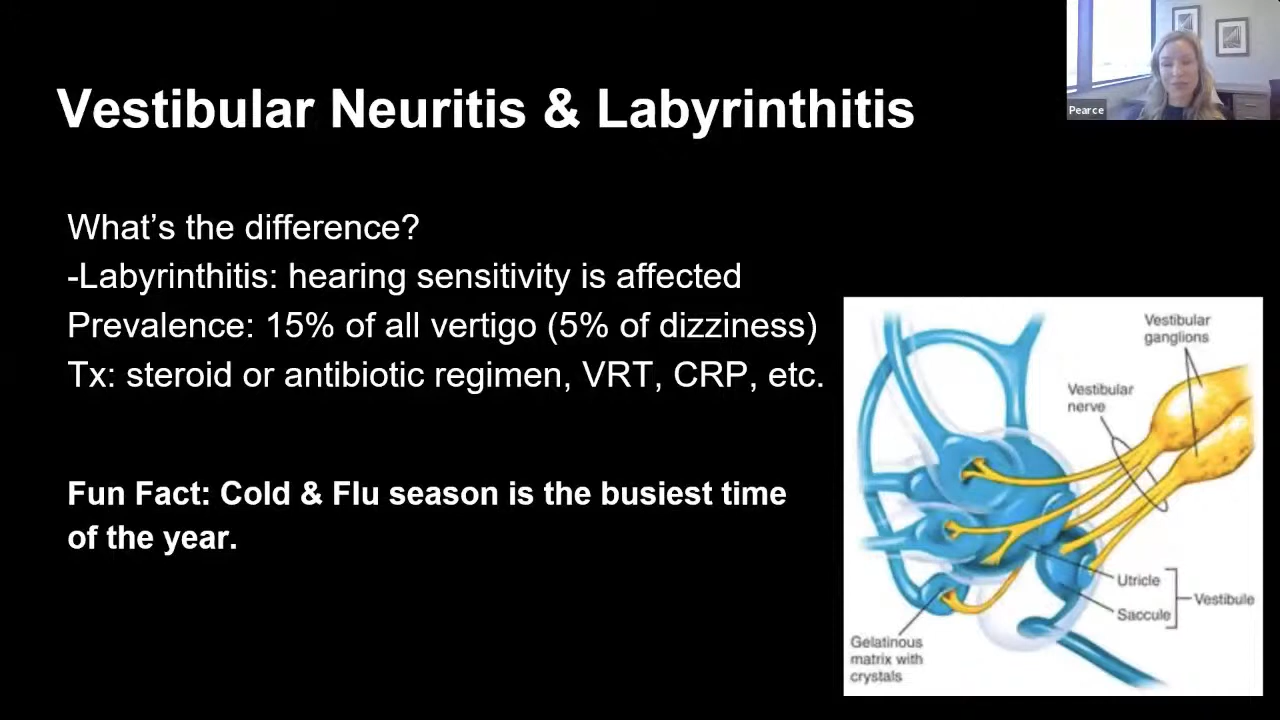 Vestibular Neuritis & Labyrinthitis
Pearce
What’s the difference?
-Labyrinthitis: hearing sensitivity is affected
Prevalence: 15% of all vertigo (5% of dizziness)
Tx: steroid or antibiotic regimen, VRT, CRP, etc.
Fun Fact: Cold & Flu season is the busiest time
of the year.
Vestibular
ganglions
Vestibular
nerve
Utricle
Saccule
Vestibule
Gelatinous
matrix with
crystals